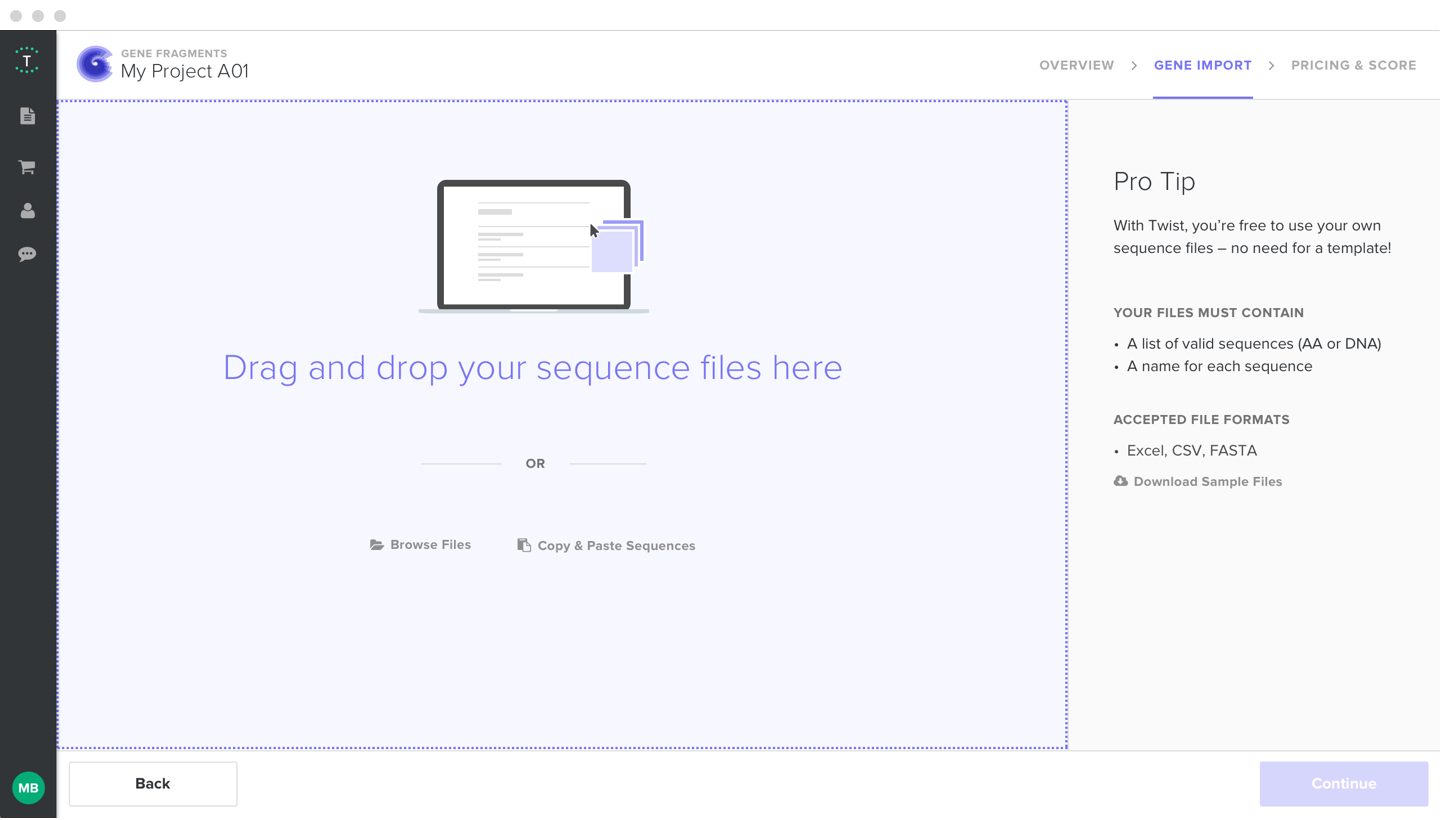 T
GENE FRAGMENTS
My Project A01
OVERVIEW > GENE IMPORT > PRICING & SCORE
Drag and drop your sequence files here
OR
Browse Files
Copy & Paste Sequences
Pro Tip
With Twist, you’re free to use your own
sequence files – no need for a template!
YOUR FILES MUST CONTAIN
• A list of valid sequences (AA or DNA)
• A name for each sequence
ACCEPTED FILE FORMATS
• Excel, CSV, FASTA
Download Sample Files
MB
Back
Continue